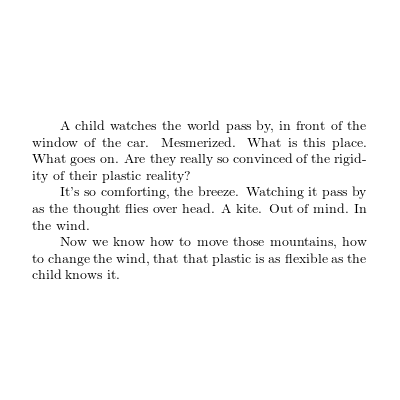 A child watches the world pass by, in front of the
window of the car. Mesmerized. What is this place.
What goes on. Are they really so convinced of the rigid-
ity of their plastic reality?
It's so comforting, the breeze. Watching it pass by
as the thought flies over head. A kite. Out of mind. In
the wind.
Now we know how to move those mountains, how
to change the wind, that that plastic is as flexible as the
child knows it.